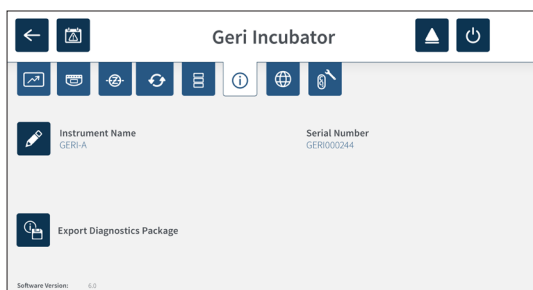 Geri Incubator
Instrument Name
GERI-A
Serial Number
GERI000244
Export Diagnostics Package
Software Version: 6.0